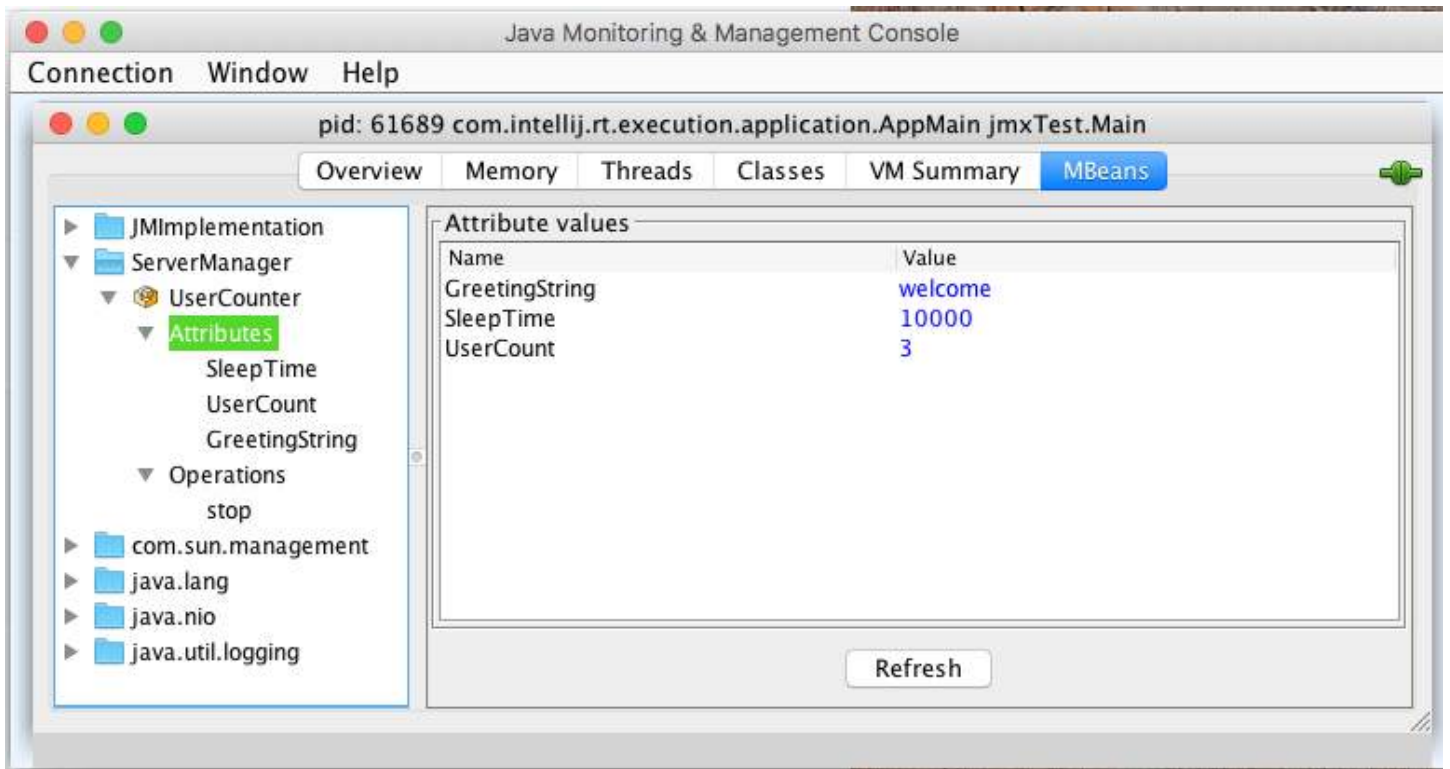 Java Monitoring & Management Console
Connection Window Help
pid: 61689 com.intellij.rt.execution.application.AppMain jmxTest.Main
Overview Memory Threads Classes VM Summary MBeans
JMImplementation
ServerManager
UserCounter
Attributes
SleepTime
UserCount
GreetingString
Operations
stop
com.sun.management
java.lang
java.nio
java.util.logging
Attribute values
Name Value
GreetingString welcome
SleepTime 10000
UserCount 3
Refresh